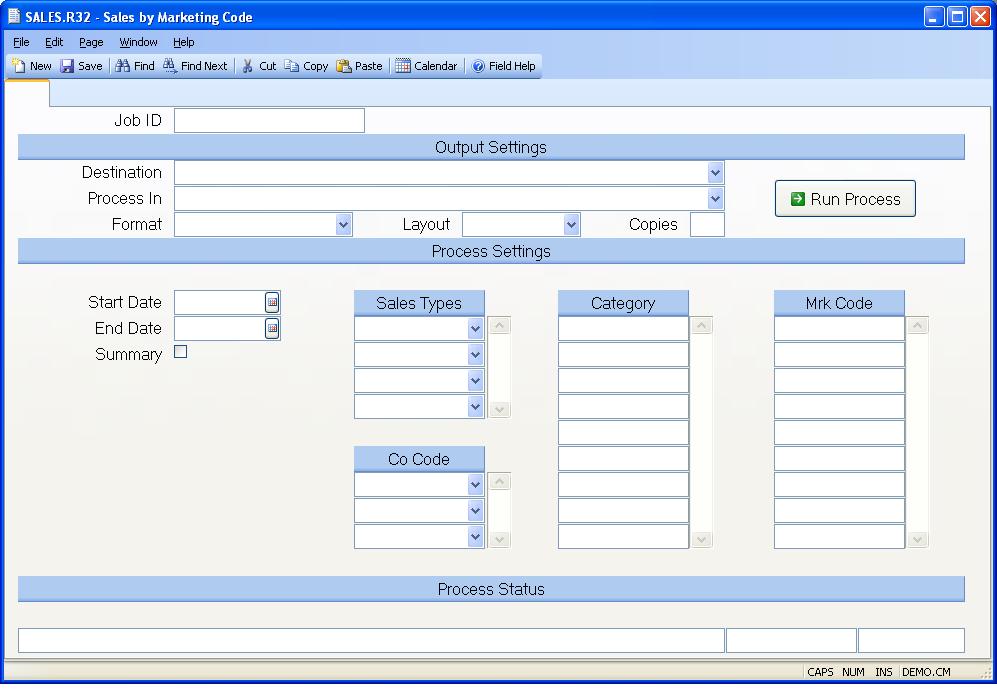 SALES.R32 - Sales by Marketing Code
File Edit Page Window Help
New Save Find Find Next Cut Copy Paste Calendar Field Help
Job ID
Output Settings
Destination
Process In
Run Process
Format Layout Copies
Process Settings
Start Date Sales Types Category Mrk Code
End Date
Summary
Co Code
Process Status
CAPS NUM INS DEMO.CM